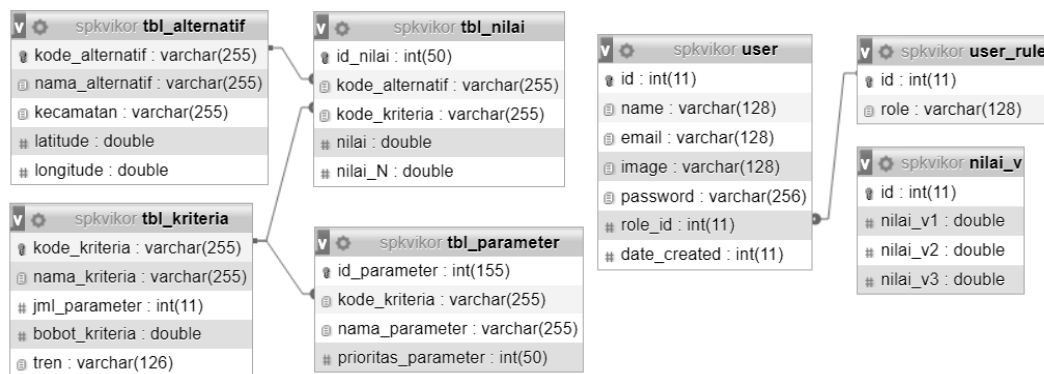 v spkvikor tbl_alternatif
kode_alternatif : varchar(255)
nama_alternatif : varchar(255)
kecamatan : varchar(255)
# latitude : double
# longitude : double
v spkvikor tbl_nilai
id_nilai : int(50)
kode_alternatif : varchar(255)
kode_kriteria : varchar(255)
# nilai : double
# nilai_N : double
v spkvikor tbl_kriteria
kode_kriteria : varchar(255)
nama_kriteria : varchar(255)
# jml_parameter : int(11)
# bobot_kriteria : double
tren : varchar(126)
v spkvikor tbl_parameter
id_parameter : int(155)
kode_kriteria : varchar(255)
nama_parameter : varchar(255)
# prioritas_parameter : int(50)
v spkvikor user
id : int(11)
name : varchar(128)
email : varchar(128)
image : varchar(128)
password : varchar(256)
# role_id : int(11)
# date_created : int(11)
v spkvikor user_rule
id : int(11)
role : varchar(128)
v spkvikor nilai_v
id : int(11)
# nilai_v1 : double
# nilai_v2 : double
# nilai_v3 : double